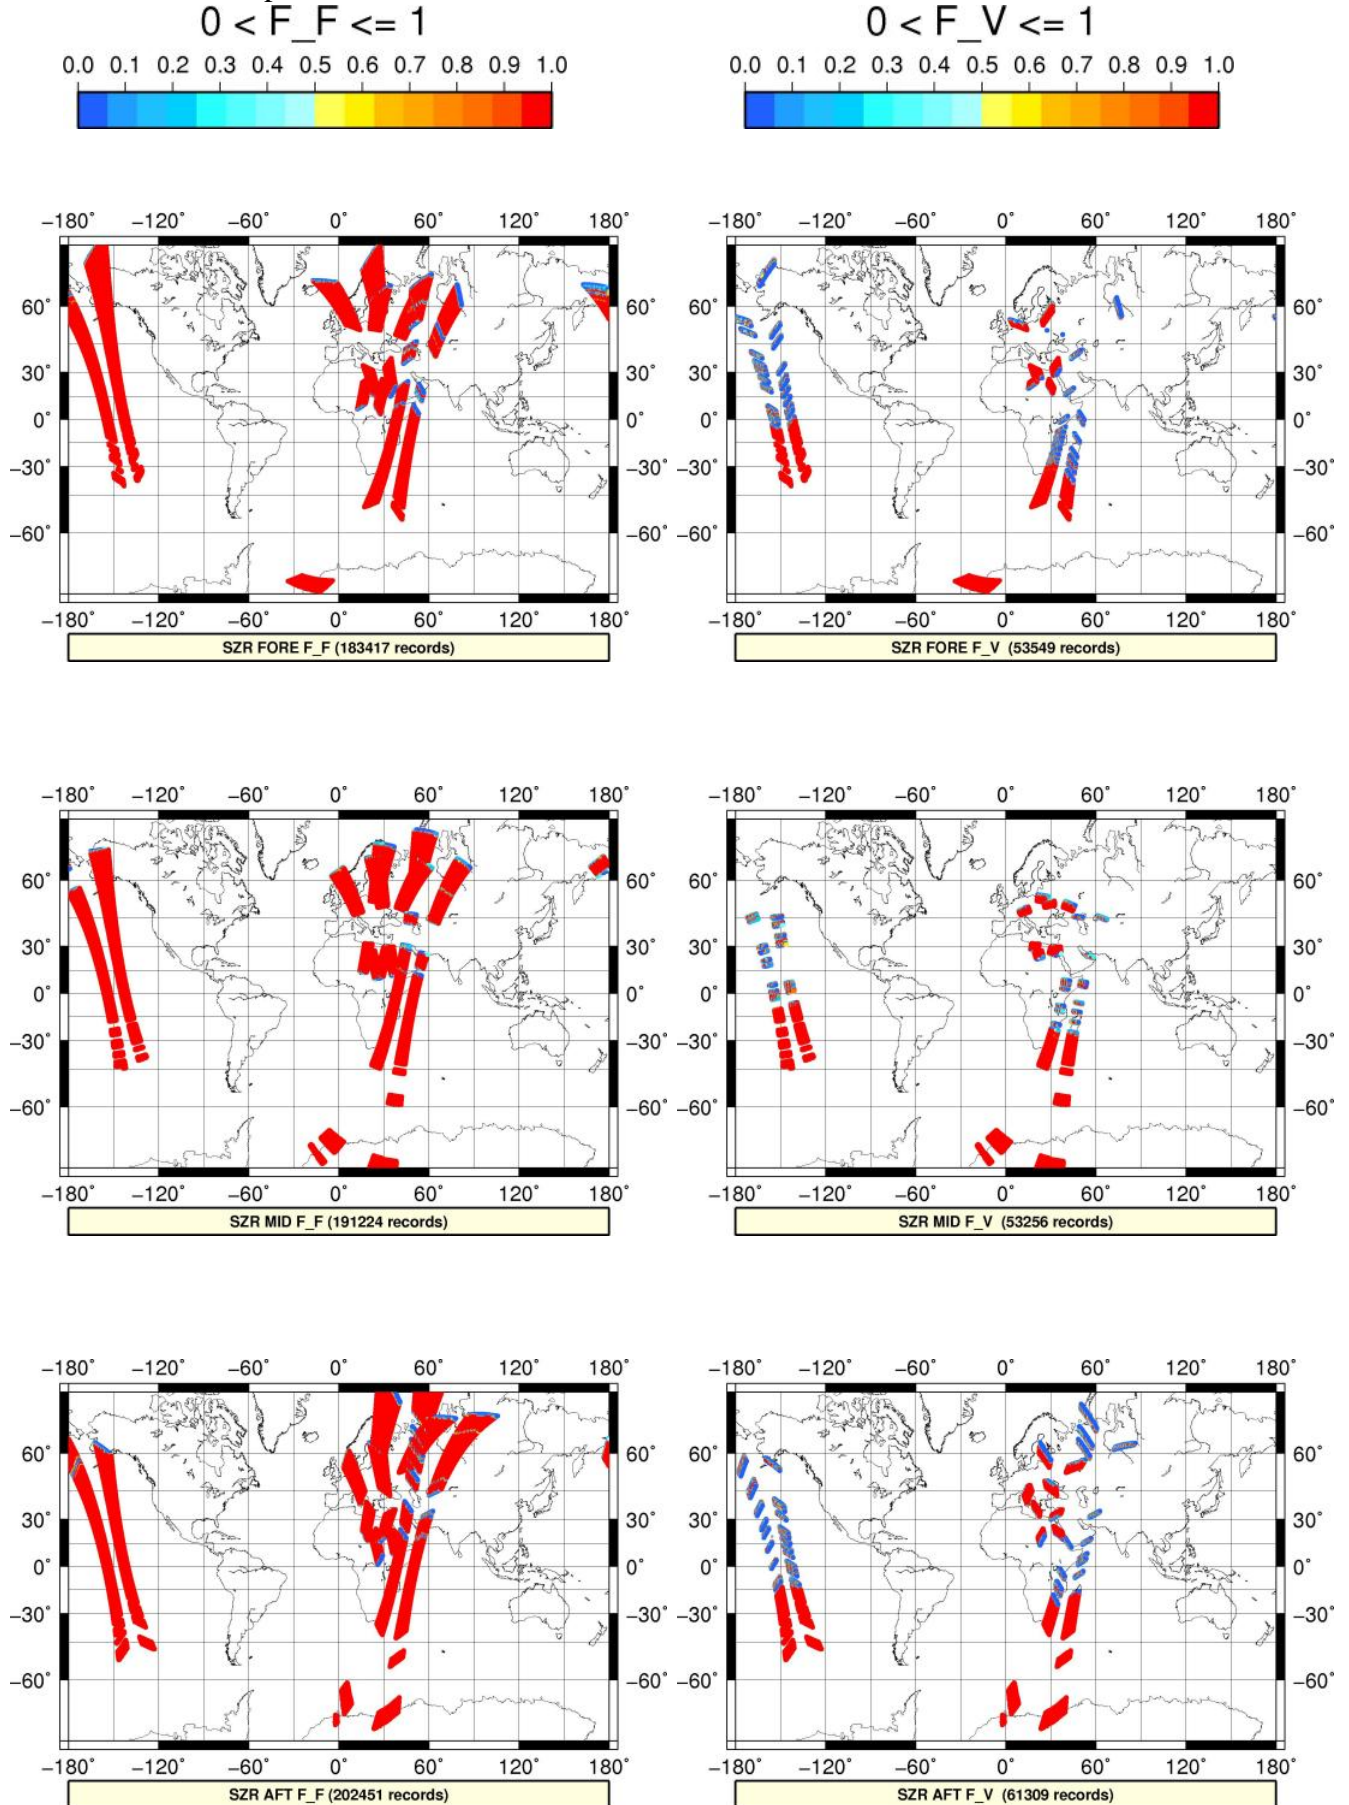 0 < F_F <= 1
0 < F_V <= 1
0.0 0.1 0.2 0.3 0.4 0.5 0.6 0.7 0.8 0.9 1.0
0.0 0.1 0.2 0.3 0.4 0.5 0.6 0.7 0.8 0.9 1.0
−180˚ −120˚ −60˚ 0˚ 60˚ 120˚ 180˚
−180˚ −120˚ −60˚ 0˚ 60˚ 120˚ 180˚
60˚ 60˚ 60˚ 60˚
30˚ 30˚ 30˚ 30˚
0˚ 0˚ 0˚ 0˚
−30˚ −30˚ −30˚ −30˚
−60˚ −60˚ −60˚ −60˚
−180˚ −120˚ −60˚ 0˚ 60˚ 120˚ 180˚
−180˚ −120˚ −60˚ 0˚ 60˚ 120˚ 180˚
SZR FORE F_F (183417 records)
SZR FORE F_V (53549 records)
−180˚ −120˚ −60˚ 0˚ 60˚ 120˚ 180˚
−180˚ −120˚ −60˚ 0˚ 60˚ 120˚ 180˚
60˚ 60˚ 60˚ 60˚
30˚ 30˚ 30˚ 30˚
0˚ 0˚ 0˚ 0˚
−30˚ −30˚ −30˚ −30˚
−60˚ −60˚ −60˚ −60˚
−180˚ −120˚ −60˚ 0˚ 60˚ 120˚ 180˚
−180˚ −120˚ −60˚ 0˚ 60˚ 120˚ 180˚
SZR MID F_F (191224 records)
SZR MID F_V (53256 records)
−180˚ −120˚ −60˚ 0˚ 60˚ 120˚ 180˚
−180˚ −120˚ −60˚ 0˚ 60˚ 120˚ 180˚
60˚ 60˚ 60˚ 60˚
30˚ 30˚ 30˚ 30˚
0˚ 0˚ 0˚ 0˚
−30˚ −30˚ −30˚ −30˚
−60˚ −60˚ −60˚ −60˚
−180˚ −120˚ −60˚ 0˚ 60˚ 120˚ 180˚
−180˚ −120˚ −60˚ 0˚ 60˚ 120˚ 180˚
SZR AFT F_F (202451 records)
SZR AFT F_V (61309 records)